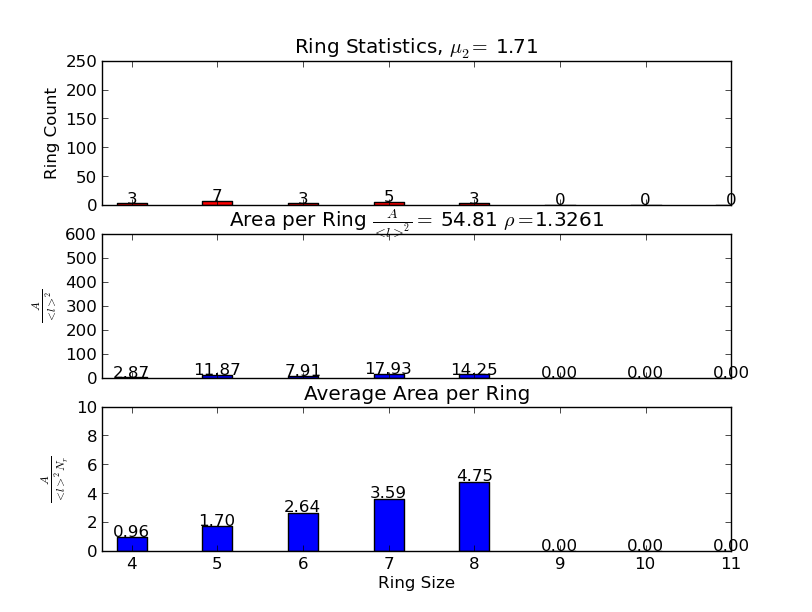 Ring Statistics, μ₂ = 1.71
250
200
150
100
50
0
Ring Count
3 7 3 5 3 0 0 0
Area per Ring A/<l>² = 54.81 ρ=1.3261
600
500
400
300
200
100
0
A/<l>²
2.87 11.87 7.91 17.93 14.25 0.00 0.00 0.00
Average Area per Ring
10
8
6
4
2
0
A/<l>²Nᵣ
0.96 1.70 2.64 3.59 4.75 0.00 0.00 0.00
4 5 6 7 8 9 10 11
Ring Size